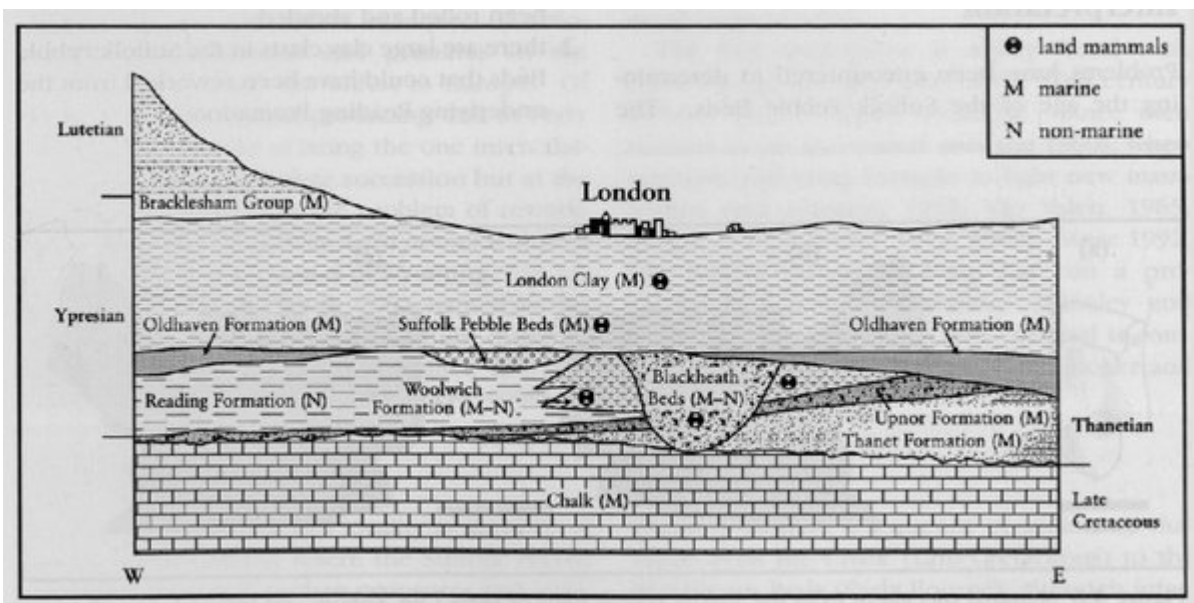 land mammals
M marine
N non-marine
Lutetian
Bracklesham Group (M)
London
London Clay (M)
Ypresian
Oldhaven Formation (M)
Suffolk Pebble Beds (M)
Oldhaven Formation (M)
Reading Formation (N)
Woolwich
Formation (M–N)
Blackheath
Beds (M–N)
Upnor Formation (M)
Thanet Formation (M)
Thanetian
Chalk (M)
Late
Cretaceous
W
E